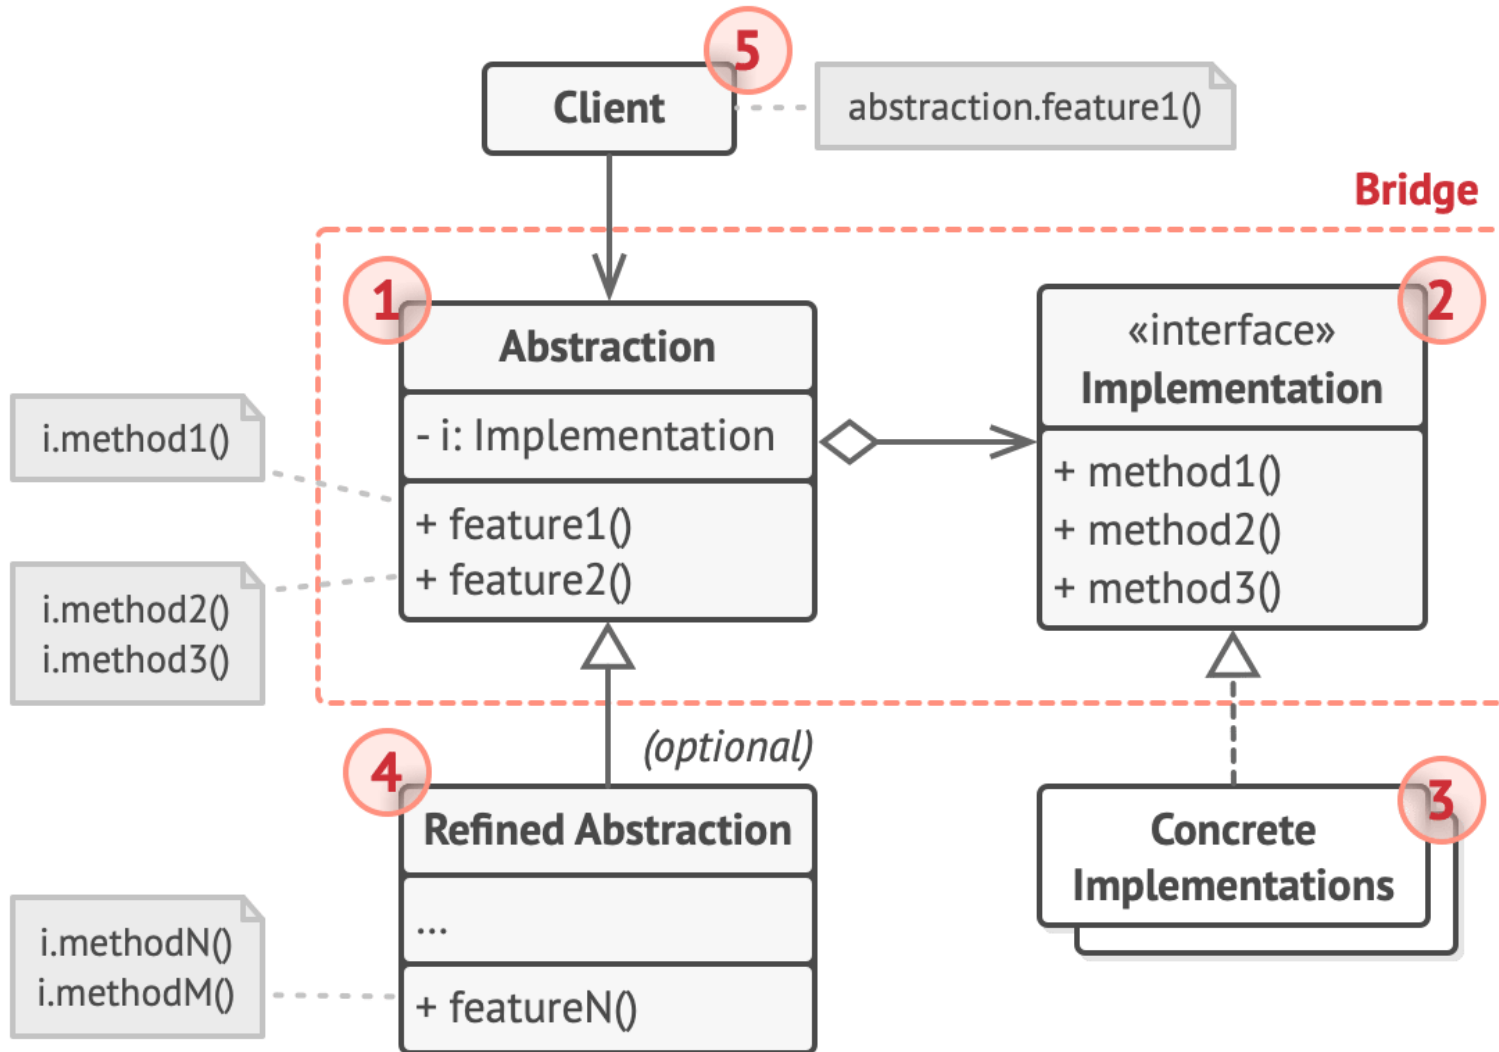 5
Client
abstraction.feature1()
Bridge
1
Abstraction
- i: Implementation
+ feature1()
+ feature2()
2
«interface»
Implementation
+ method1()
+ method2()
+ method3()
i.method1()
i.method2()
i.method3()
(optional)
4
Refined Abstraction
...
+ featureN()
i.methodN()
i.methodM()
3
Concrete
Implementations